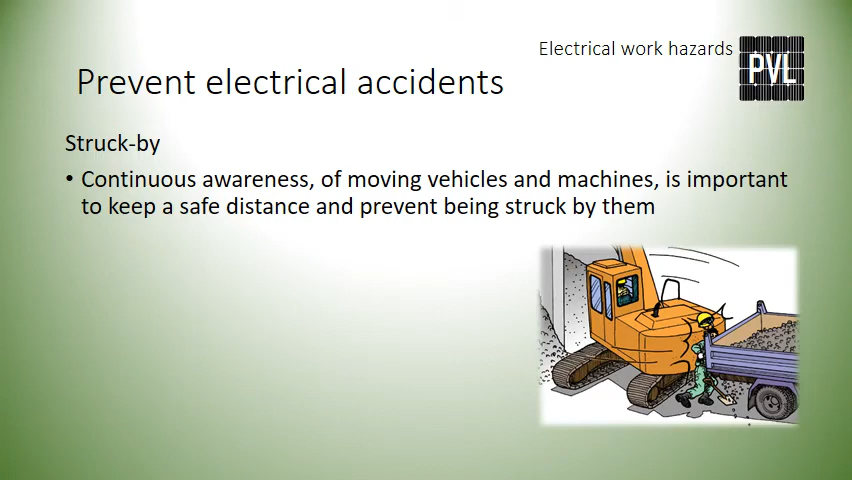 Electrical work hazards
PVL
Prevent electrical accidents
Struck-by
• Continuous awareness, of moving vehicles and machines, is important
to keep a safe distance and prevent being struck by them